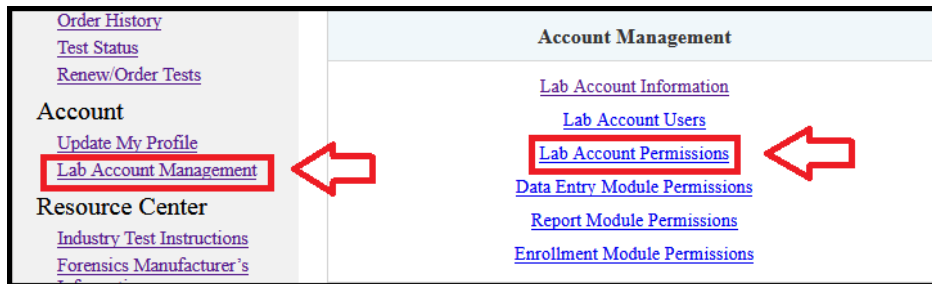 Order History
Test Status
Renew/Order Tests
Account
Update My Profile
Lab Account Management
Resource Center
Industry Test Instructions
Forensics Manufacturer's
Account Management
Lab Account Information
Lab Account Users
Lab Account Permissions
Data Entry Module Permissions
Report Module Permissions
Enrollment Module Permissions